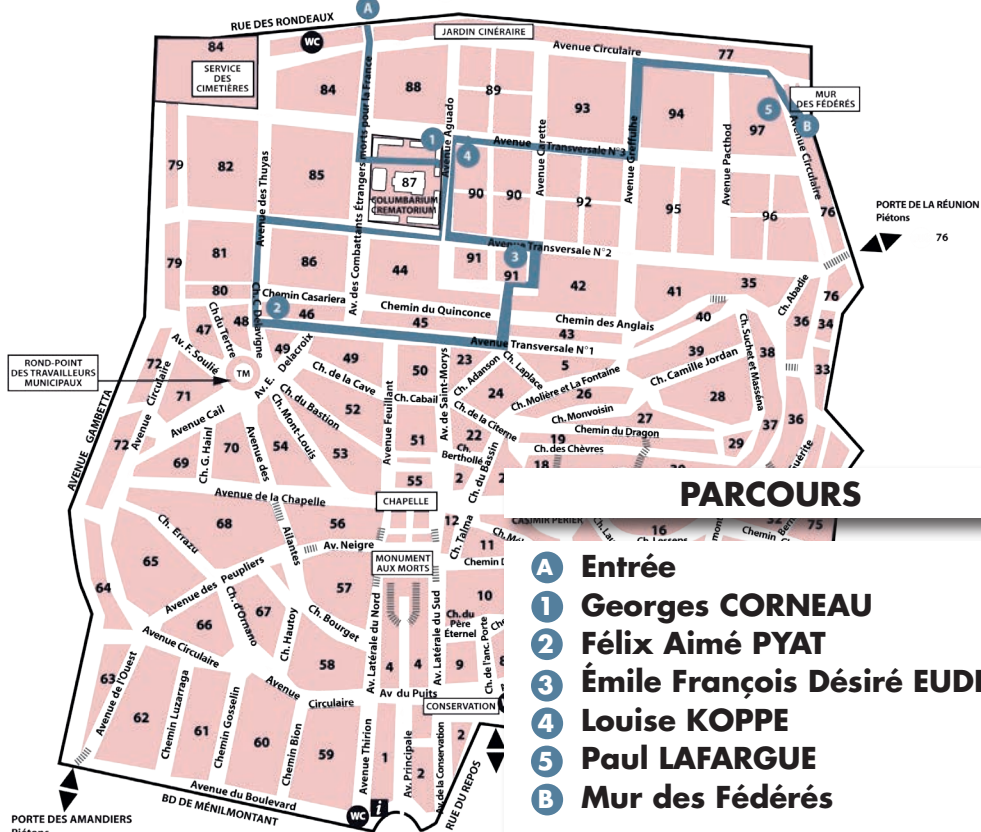 A
RUE DES RONDEAUX
WC
JARDIN CINÉRAIRE
84
SERVICE
DES
CIMETIÈRES
Avenue Circulaire
77
84
88
89
93
94
MUR
DES FÉDÉRÉS
5
97
B
Avenue Circulaire
Av. des Combattants Étrangers morts pour la France
Avenue Aguado
1
4
Avenue Transversale N°3
Avenue Carette
Avenue Greffulhe
Avenue Pacthod
79
82
85
87
COLUMBARIUM
CREMATORIUM
90
90
92
95
96
76
PORTE DE LA RÉUNION
Piétons
76
Avenue des Thuyas
79
81
86
44
91
3
91
Avenue Transversale N°2
42
41
35
Ch. Abadie
76
80
Chemin Casariera
2
46
Chemin du Quinconce
45
Chemin des Anglais
43
40
36
34
47
Ch du Tertre
48
Ch. C. Delavigne
Avenue Transversale N°1
Av. F. Soulié
49
Av. E. Delacroix
49
50
23
Ch. Adanson
Ch. Laplace
5
39
Ch. Camille Jordan
Ch. Suchet et Masséna
38
33
ROND-POINT
DES TRAVAILLEURS
MUNICIPAUX
TM
72
71
Avenue Circulaire
Ch. de la Cave
Ch. Cabail
Av. de Saint-Morys
24
Ch. Molière et La Fontaine
26
28
Ch. du Bastion
52
Ch. de la Citerne
Ch. Monvoisin
27
Chemin du Dragon
37
36
AVENUE GAMBETTA
72
Avenue Cail
Ch. G. Hainl
70
69
Avenue des Ailantes
54
Ch. Mont-Louis
53
Avenue Feuillant
51
22
Ch. Berthollé
Ch. du Bassin
19
Ch. des Chèvres
18
29
55
2
Avenue de la Chapelle
CHAPELLE
PARCOURS
68
56
12
Ch. Talma
CASIMIR PERIER
16
75
Ch. Errazu
65
Av. Neigre
11
MONUMENT
AUX MORTS
64
Avenue des Peupliers
57
Ch. d'Ornano
67
66
Ch. Hautoy
Ch. Bourget
Av. Latérale du Nord
Av. Latérale du Sud
10
Ch. du
Père
Éternel
Avenue Circulaire
58
4
4
9
Ch. de l'anc. Porte
63
Avenue de l'Ouest
Avenue
Circulaire
Av du Puits
CONSERVATION
62
Chemin Luzarraga
61
Chemin Gosselin
60
Chemin Bion
59
Avenue Thirion
1
Av. Principale
2
Av. de la Conservation
2
RUE DU REPOS
Avenue du Boulevard
BD DE MÉNILMONTANT
WC
i
PORTE DES AMANDIERS
Piétons
A Entrée
1 Georges CORNEAU
2 Félix Aimé PYAT
3 Émile François Désiré EUD
4 Louise KOPPE
5 Paul LAFARGUE
B Mur des Fédérés